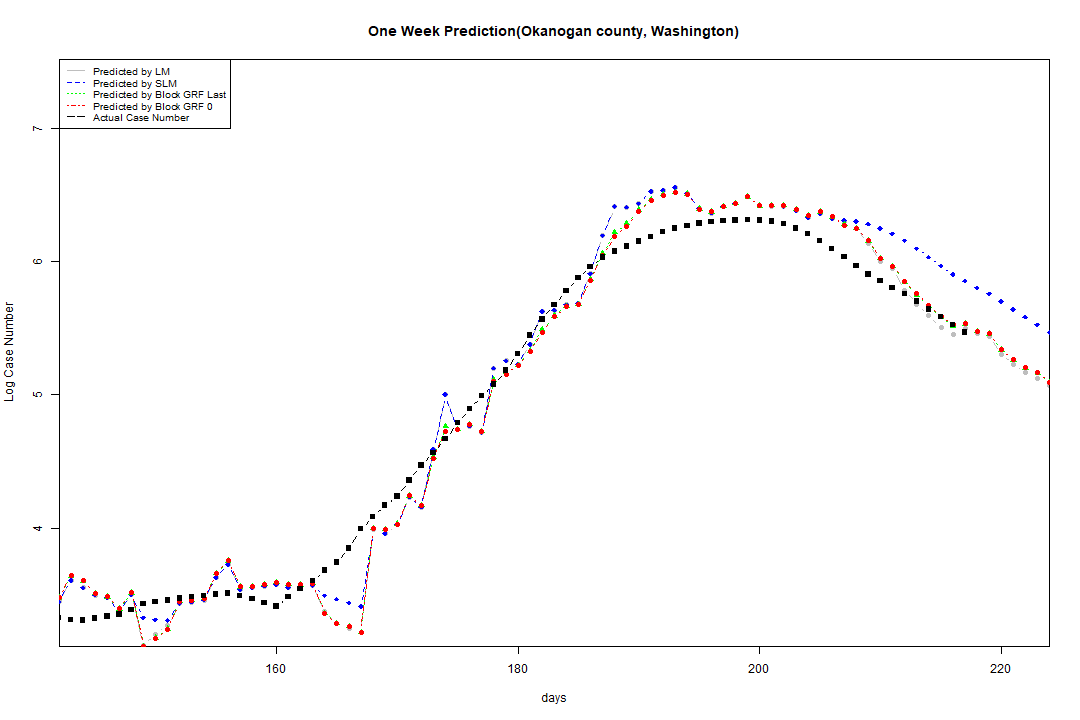 One Week Prediction(Okanogan county, Washington)
Predicted by LM
Predicted by SLM
Predicted by Block GRF Last
Predicted by Block GRF 0
Actual Case Number
7
6
5
4
Log Case Number
160 180 200 220
days